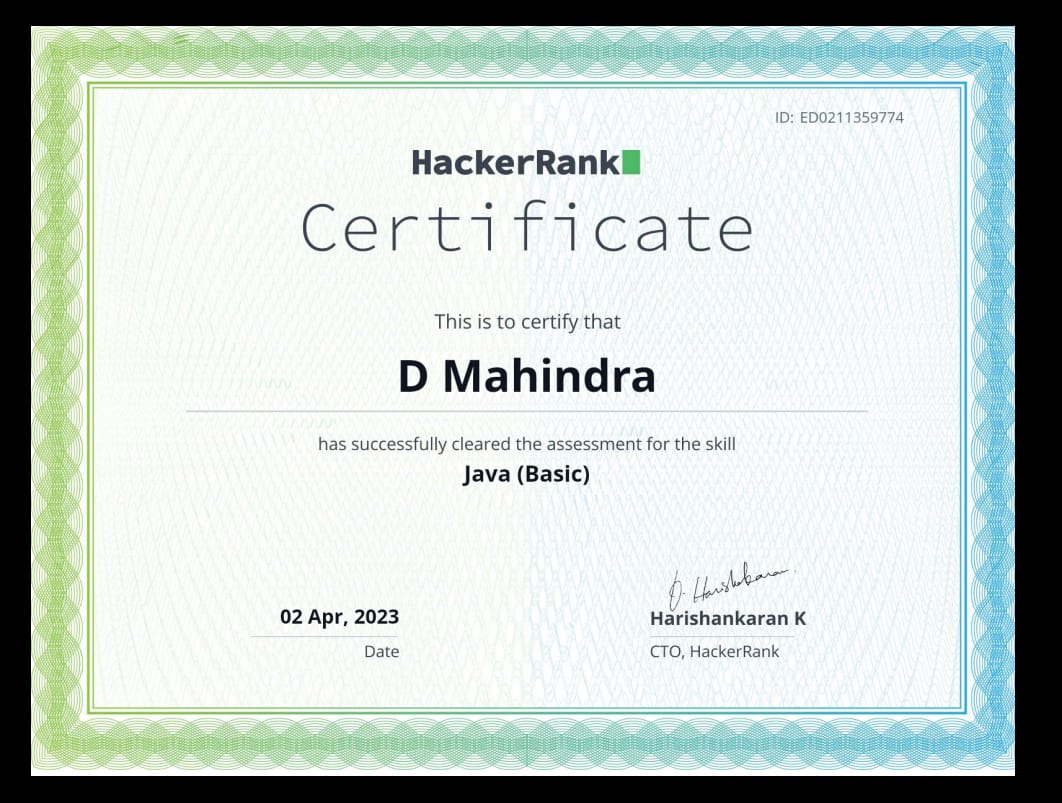 ID: ED0211359774
HackerRank
Certificate
This is to certify that
D Mahindra
has successfully cleared the assessment for the skill
Java (Basic)
02 Apr, 2023
Date
Harishankaran K
CTO, HackerRank